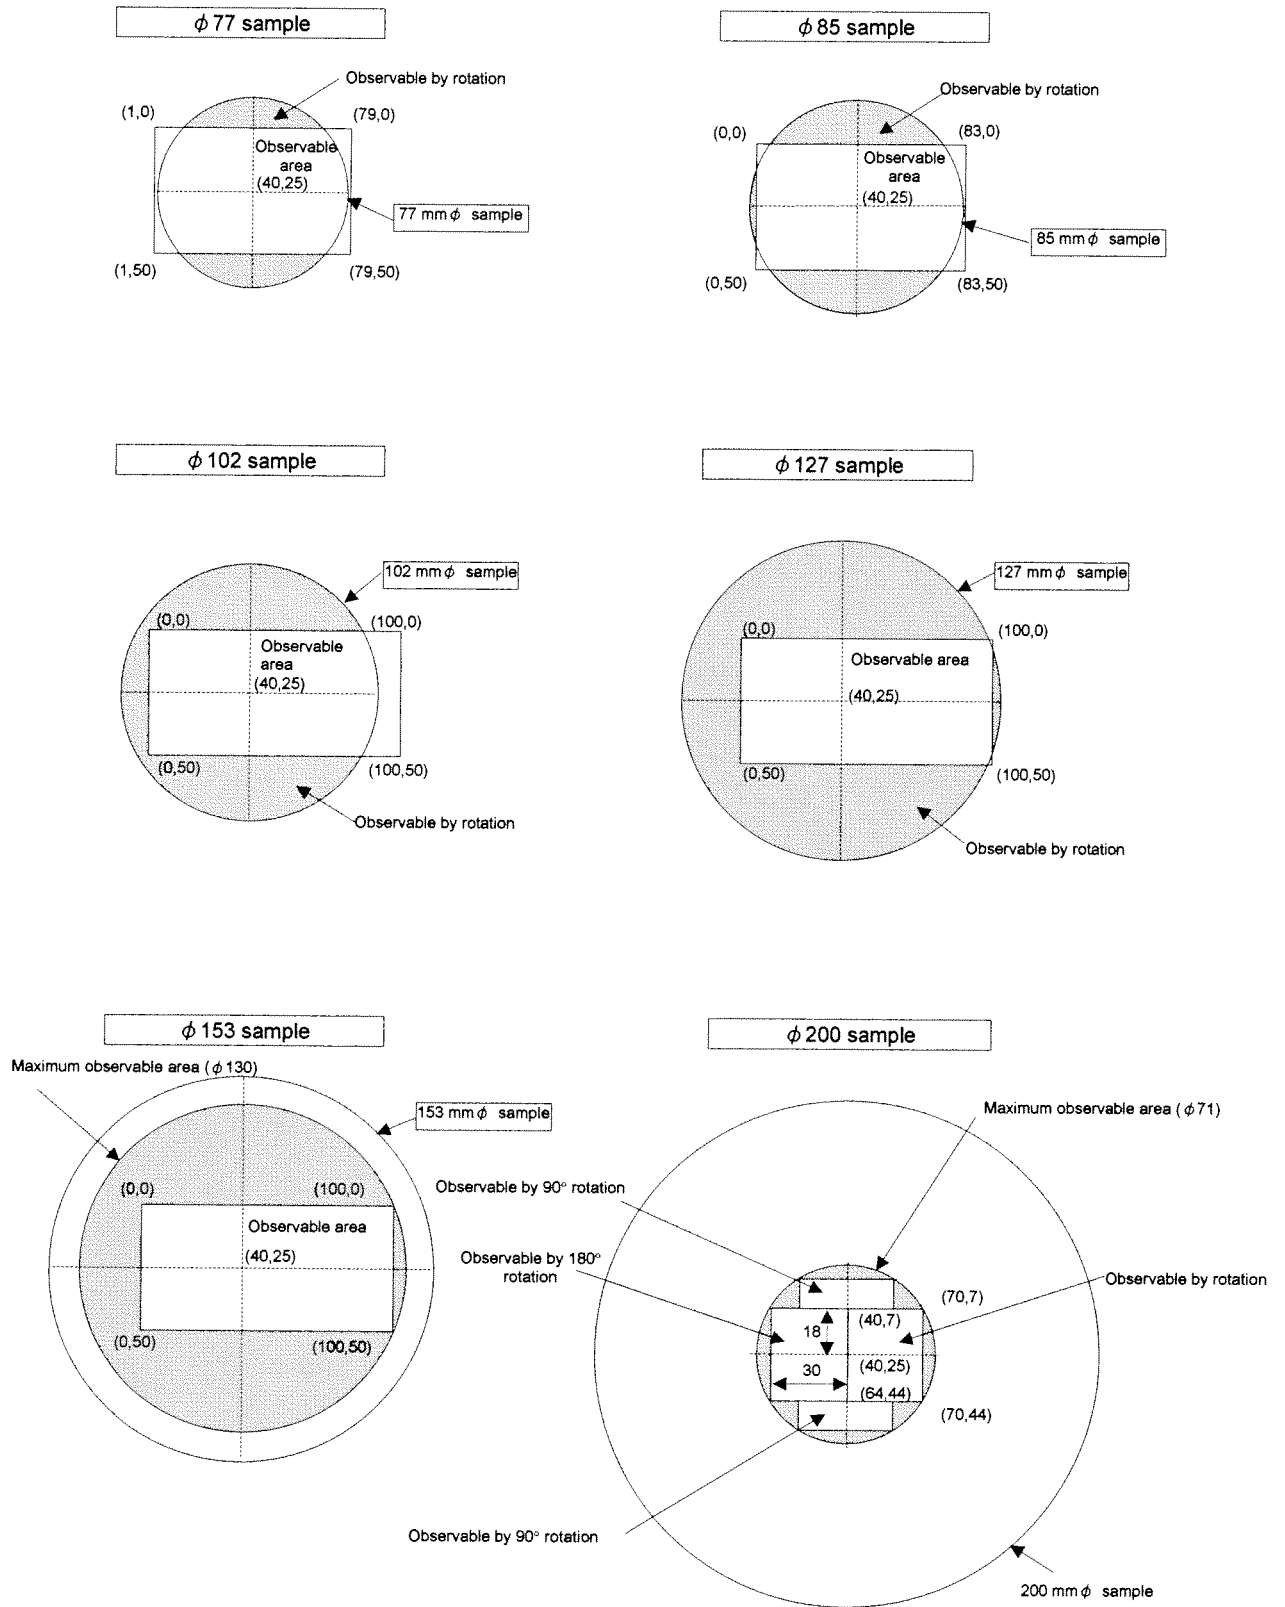 ϕ 77 sample
Observable by rotation
(1,0)
(79,0)
Observable
area
(40,25)
77 mm ϕ sample
(1,50)
(79,50)
ϕ 85 sample
Observable by rotation
(0,0)
(83,0)
Observable
area
(40,25)
85 mm ϕ sample
(0,50)
(83,50)
ϕ 102 sample
102 mm ϕ sample
(0,0)
(100,0)
Observable
area
(40,25)
(0,50)
(100,50)
Observable by rotation
ϕ 127 sample
127 mm ϕ sample
(0,0)
(100,0)
Observable area
(40,25)
(0,50)
(100,50)
Observable by rotation
ϕ 153 sample
Maximum observable area (ϕ 130)
153 mm ϕ sample
(0,0)
(100,0)
Observable area
(40,25)
(0,50)
(100,50)
ϕ 200 sample
Maximum observable area (ϕ 71)
Observable by 90° rotation
Observable by 180°
rotation
Observable by rotation
(70,7)
(40,7)
18
(40,25)
30
(64,44)
(70,44)
Observable by 90° rotation
200 mm ϕ sample